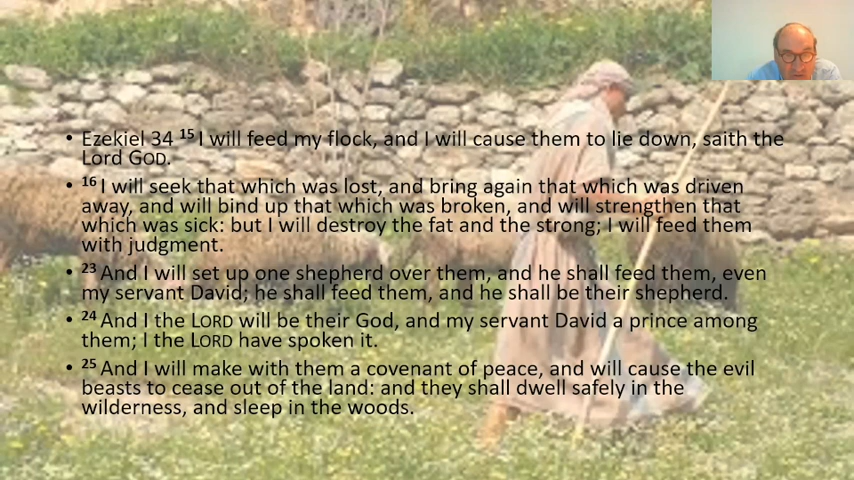 • Ezekiel 34 15 I will feed my flock, and I will cause them to lie down, saith the
Lord GOD.
• 16 I will seek that which was lost, and bring again that which was driven
away, and will bind up that which was broken, and will strengthen that
which was sick: but I will destroy the fat and the strong; I will feed them
with judgment.
• 23 And I will set up one shepherd over them, and he shall feed them, even
my servant David; he shall feed them, and he shall be their shepherd.
• 24 And I the LORD will be their God, and my servant David a prince among
them; I the LORD have spoken it.
• 25 And I will make with them a covenant of peace, and will cause the evil
beasts to cease out of the land: and they shall dwell safely in the
wilderness, and sleep in the woods.